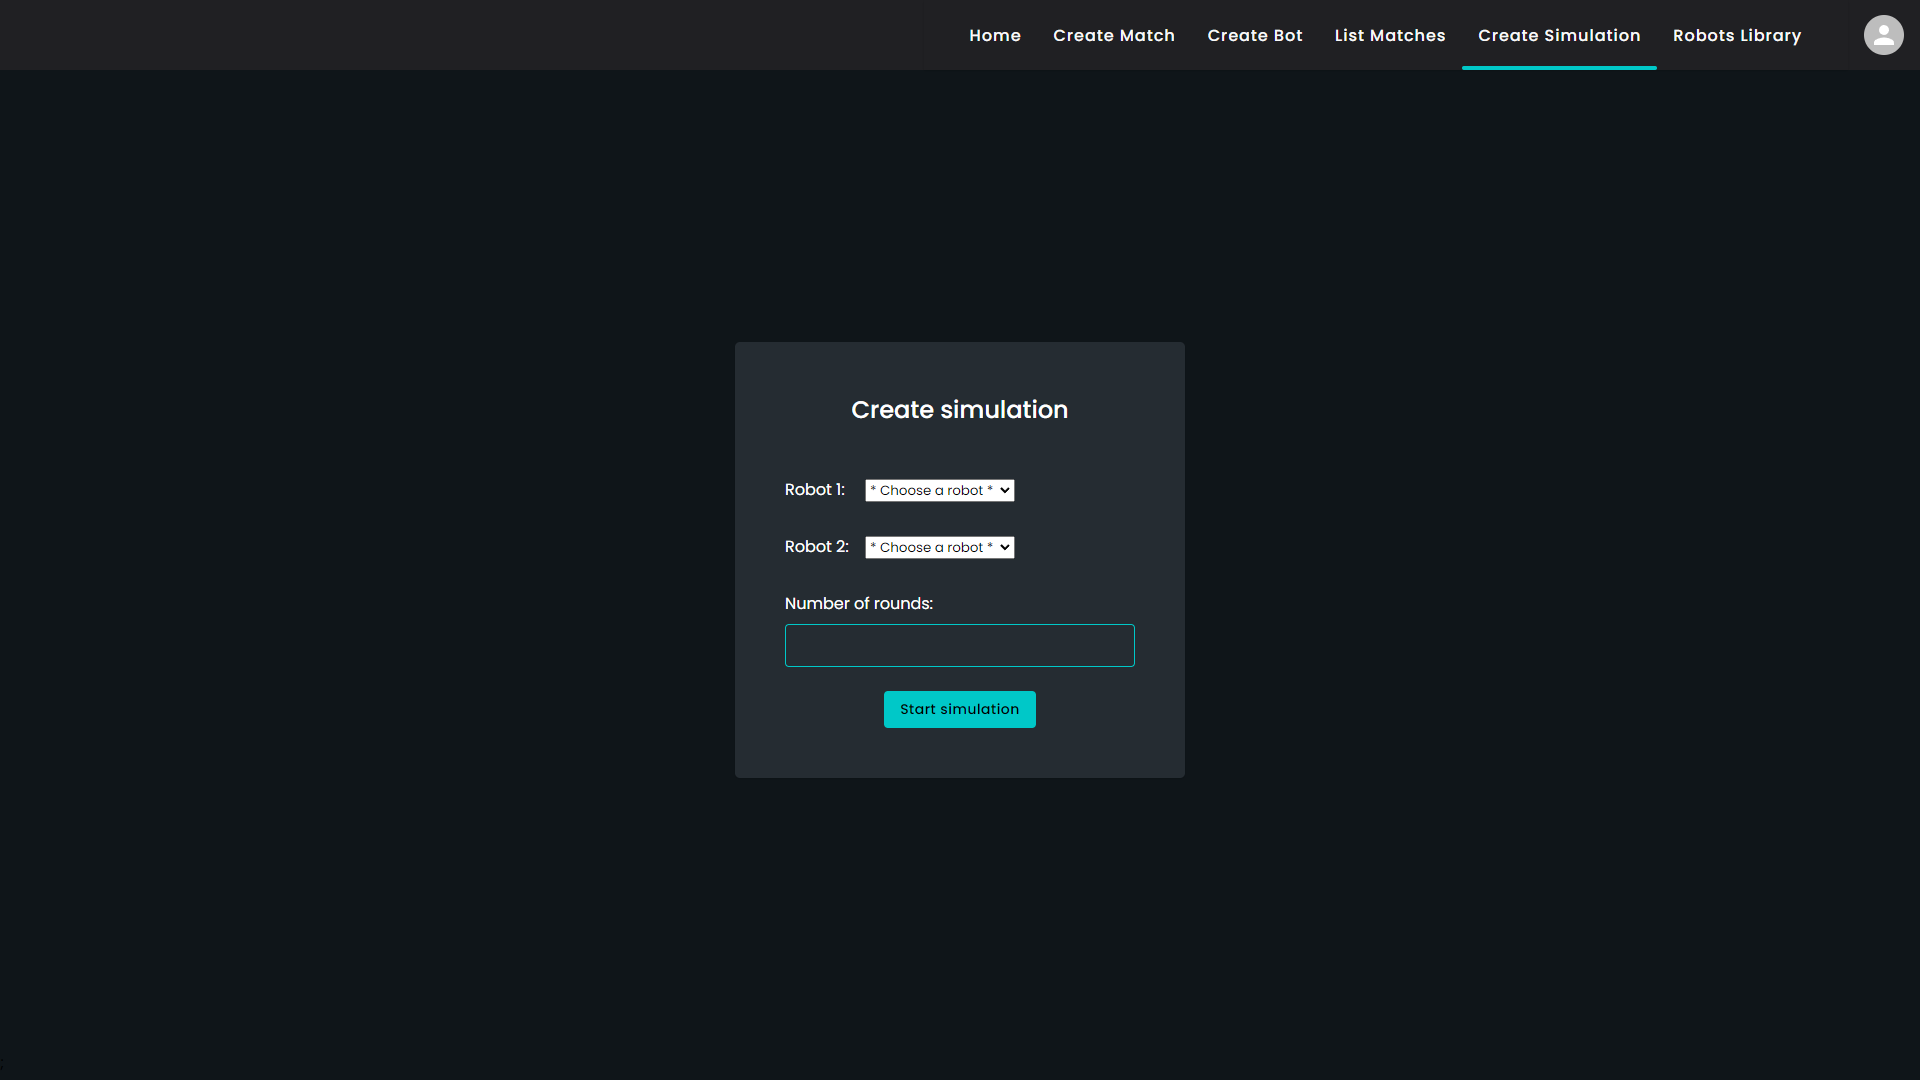 Home Create Match Create Bot List Matches Create Simulation Robots Library
Create simulation
Robot 1: * Choose a robot *
Robot 2: * Choose a robot *
Number of rounds:
Start simulation
;